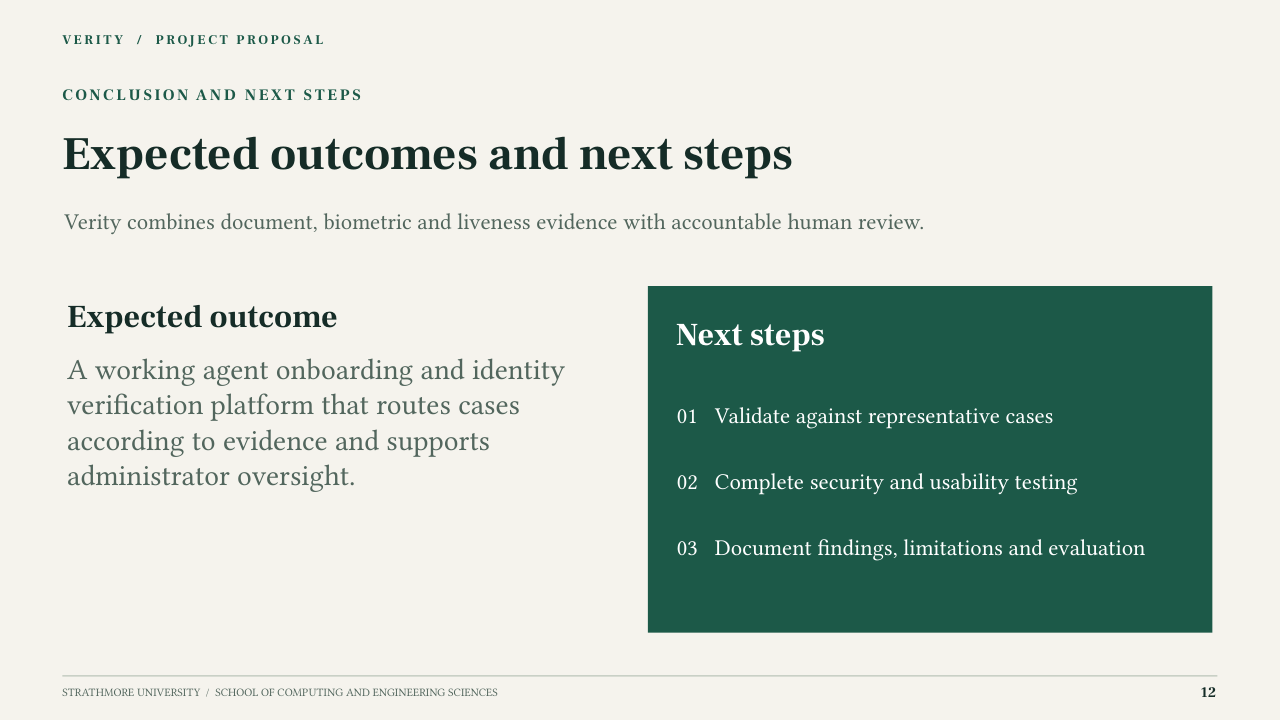 VERITY / PROJECT PROPOSAL
CONCLUSION AND NEXT STEPS
Expected outcomes and next steps
Verity combines document, biometric and liveness evidence with accountable human review.
Expected outcome
A working agent onboarding and identity
verification platform that routes cases
according to evidence and supports
administrator oversight.
Next steps
01 Validate against representative cases
02 Complete security and usability testing
03 Document findings, limitations and evaluation
STRATHMORE UNIVERSITY / SCHOOL OF COMPUTING AND ENGINEERING SCIENCES
12